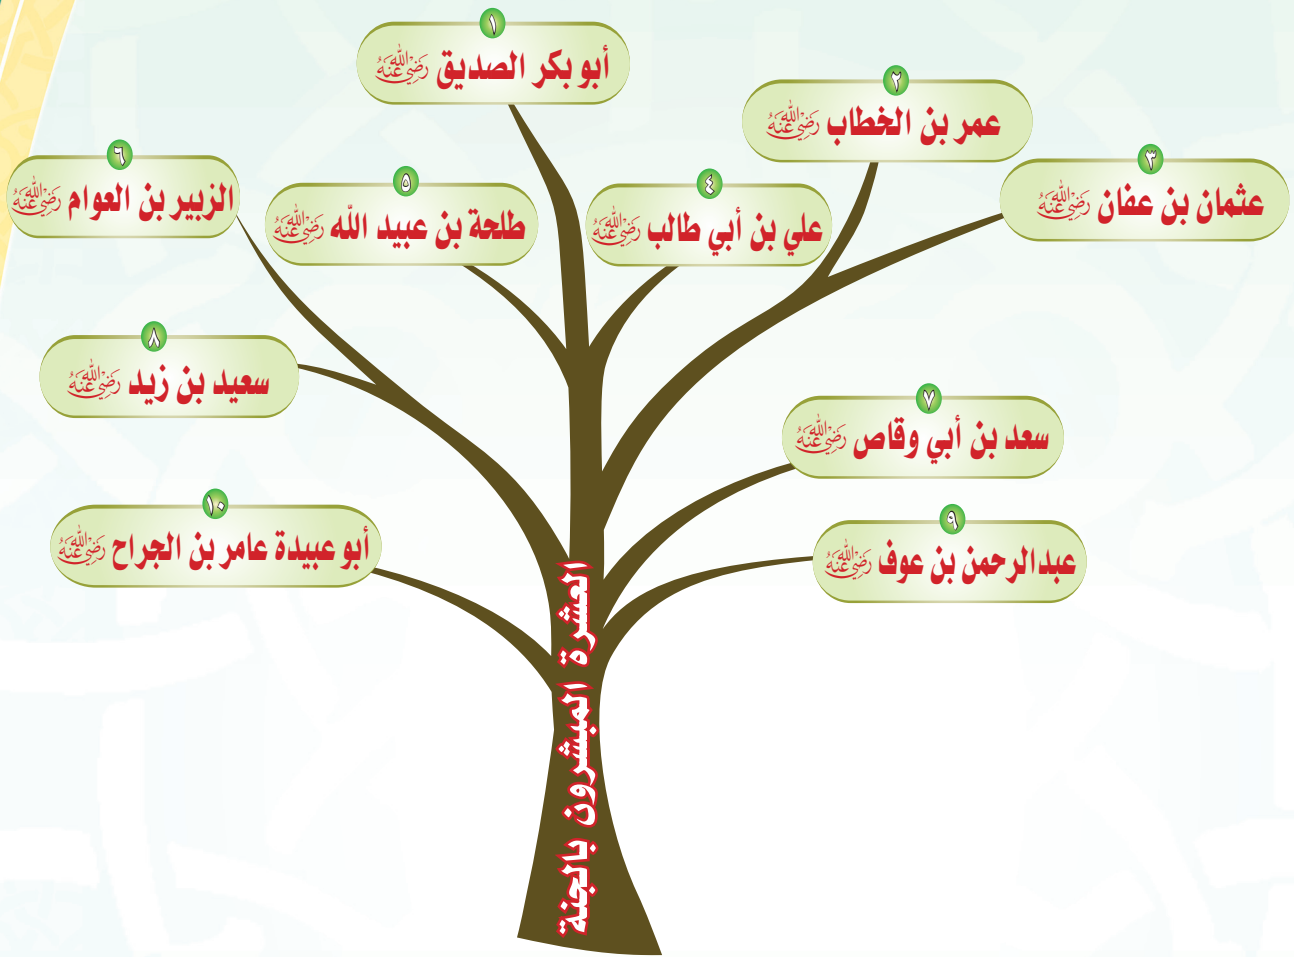 ١
أبو بكر الصديق رَضِيَ اللَّهُ عَنْهُ
٢
عمر بن الخطاب رَضِيَ اللَّهُ عَنْهُ
٣
عثمان بن عفان رَضِيَ اللَّهُ عَنْهُ
٤
علي بن أبي طالب رَضِيَ اللَّهُ عَنْهُ
٥
طلحة بن عبيد الله رَضِيَ اللَّهُ عَنْهُ
٦
الزبير بن العوام رَضِيَ اللَّهُ عَنْهُ
٧
سعد بن أبي وقاص رَضِيَ اللَّهُ عَنْهُ
٨
سعيد بن زيد رَضِيَ اللَّهُ عَنْهُ
٩
عبدالرحمن بن عوف رَضِيَ اللَّهُ عَنْهُ
١٠
أبو عبيدة عامر بن الجراح رَضِيَ اللَّهُ عَنْهُ
العشرة المبشرون بالجنة